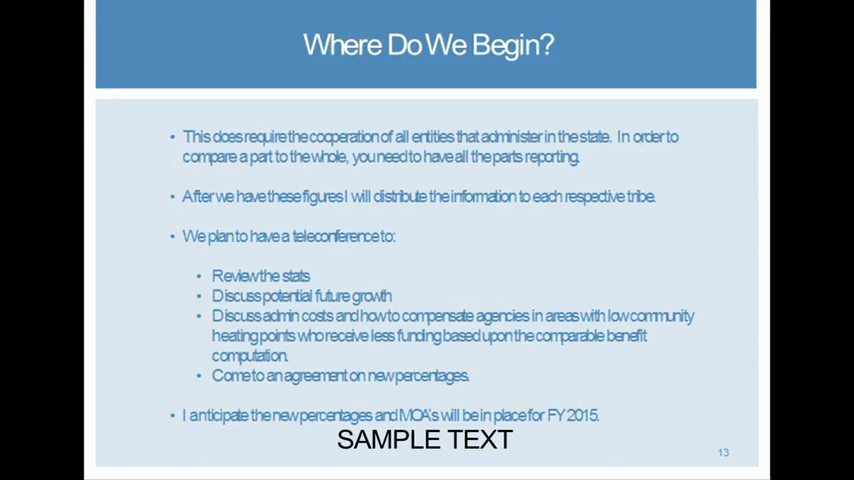 Where Do We Begin?
• This does require the cooperation of all entities that administer in the state. In order to
compare a part to the whole, you need to have all the parts reporting.
• After we have these figures I will distribute the information to each respective tribe.
• We plan to have a teleconference to:
• Review the stats
• Discuss potential future growth
• Discuss admin costs and how to compensate agencies in areas with low community
heating points who receive less funding based upon the comparable benefit
computation.
• Come to an agreement on new percentages.
• I anticipate the new percentages and MOA's will be in place for FY 2015.
SAMPLE TEXT
13